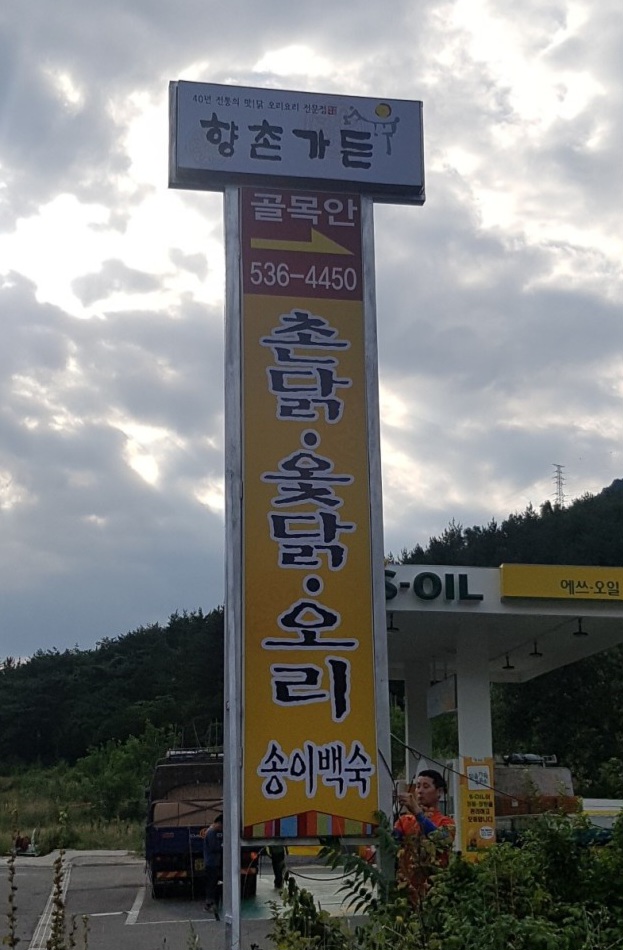 40년 전통의 맛!닭 오리요리 전문점
향촌가든
골목안
536-4450
촌닭·옻닭·오리
송이백숙
S-OIL
에쓰-오일